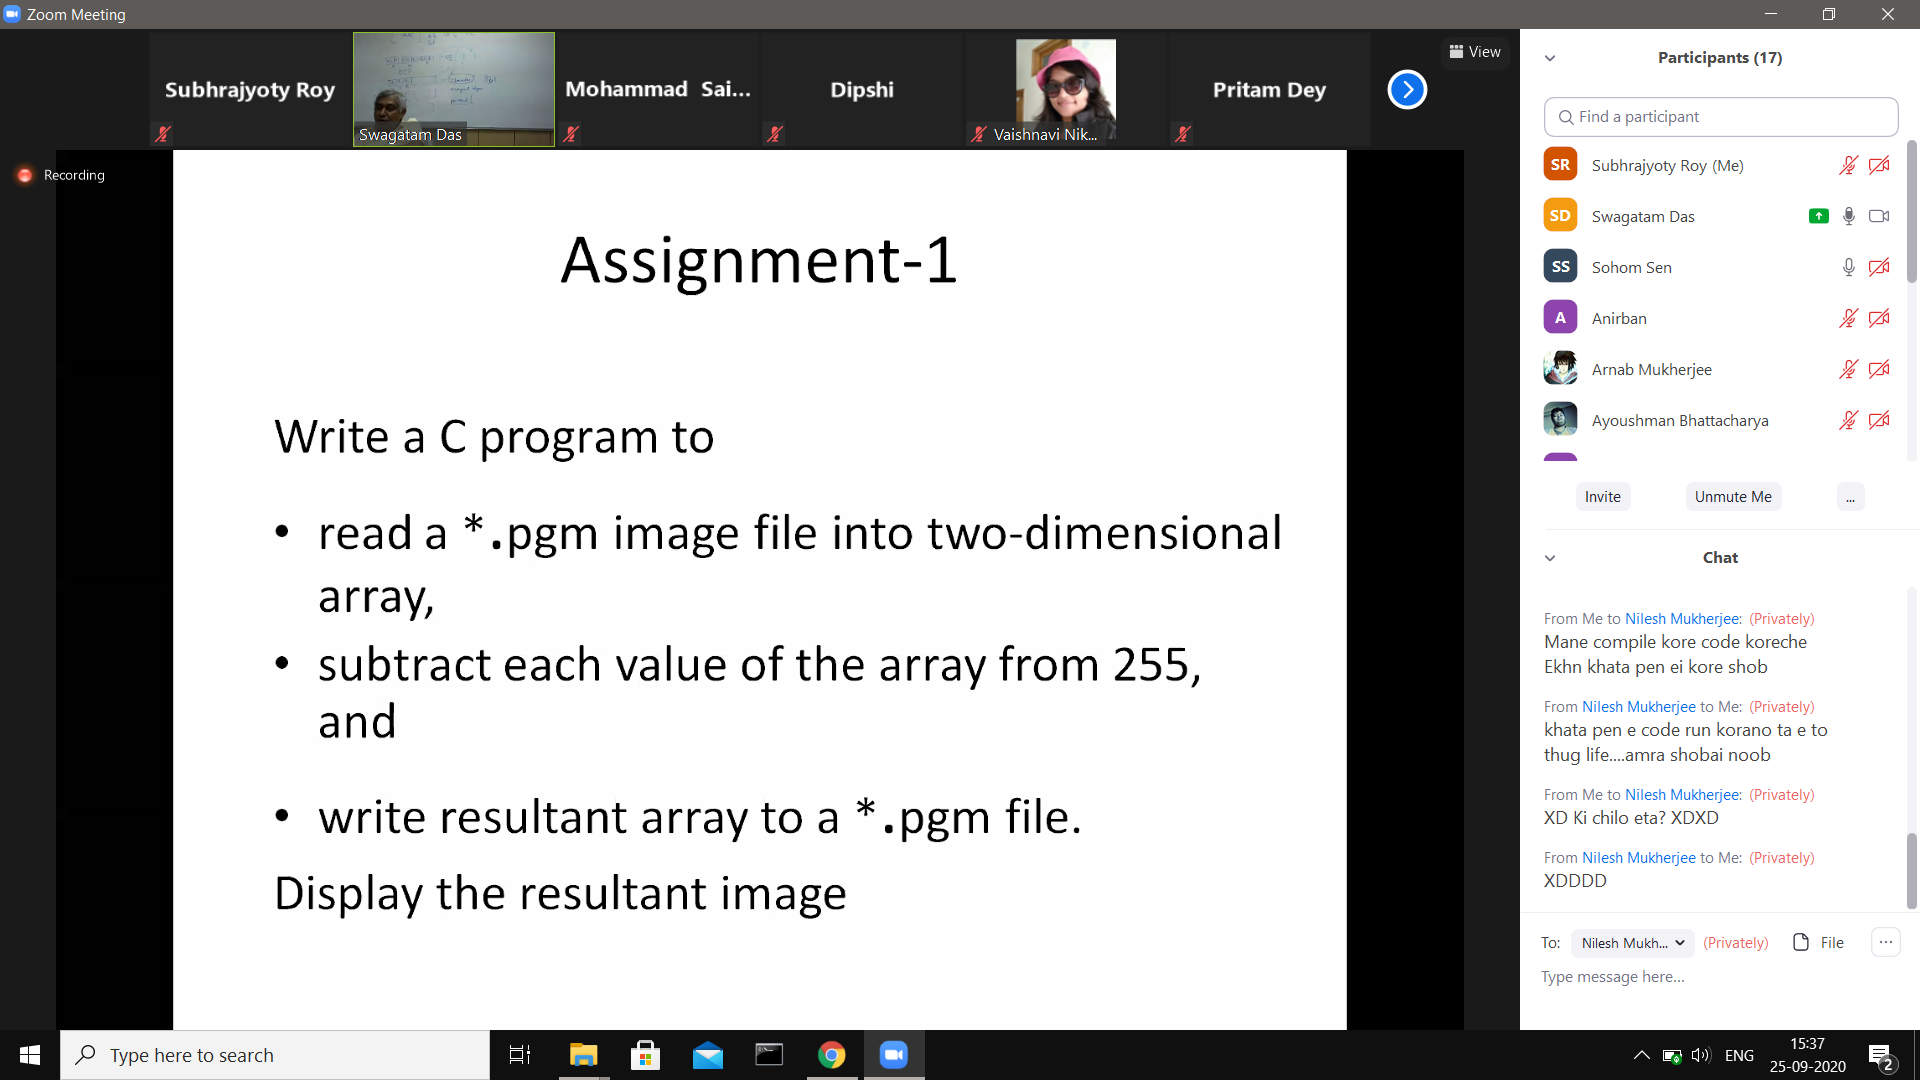 Zoom Meeting
Subhrajyoty Roy
Swagatam Das
Mohammad Sai...
Dipshi
Vaishnavi Nik...
Pritam Dey
View
Recording
Assignment-1
Write a C program to
• read a *.pgm image file into two-dimensional
array,
• subtract each value of the array from 255,
and
• write resultant array to a *.pgm file.
Display the resultant image
Participants (17)
Find a participant
SR Subhrajyoty Roy (Me)
SD Swagatam Das
SS Sohom Sen
A Anirban
Arnab Mukherjee
Ayoushman Bhattacharya
Invite Unmute Me ...
Chat
From Me to Nilesh Mukherjee: (Privately)
Mane compile kore code koreche
Ekhn khata pen ei kore shob
From Nilesh Mukherjee to Me: (Privately)
khata pen e code run korano ta e to
thug life....amra shobai noob
From Me to Nilesh Mukherjee: (Privately)
XD Ki chilo eta? XDXD
From Nilesh Mukherjee to Me: (Privately)
XDDDD
To: Nilesh Mukh... (Privately) File ...
Type message here...
Type here to search
ENG
15:37
25-09-2020
2